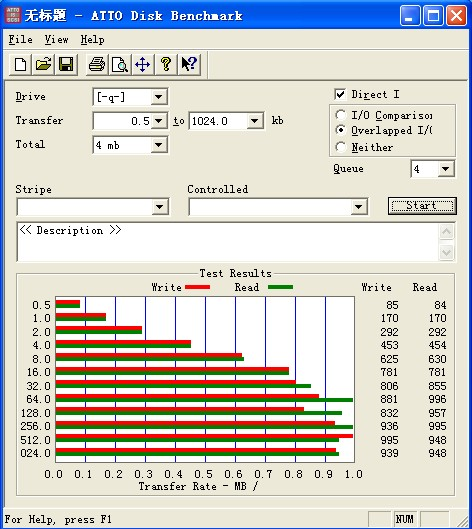 无标题 - ATTO Disk Benchmark
File View Help
Drive [-q-] Direct I
Transfer 0.5 to 1024.0 kb I/O Comparison
Total 4 mb Overlapped I/(
Neither
Queue 4
Stripe Controlled
Start
<< Description >>
Test Results
Write Read Write Read
0.5 85 84
1.0 170 170
2.0 292 292
4.0 453 454
8.0 625 630
16.0 781 781
32.0 806 855
64.0 881 996
128.0 832 957
256.0 936 995
512.0 995 948
024.0 939 948
0.0 0.1 0.2 0.3 0.4 0.5 0.6 0.7 0.8 0.9 1.0
Transfer Rate - MB /
For Help, press F1 NUM